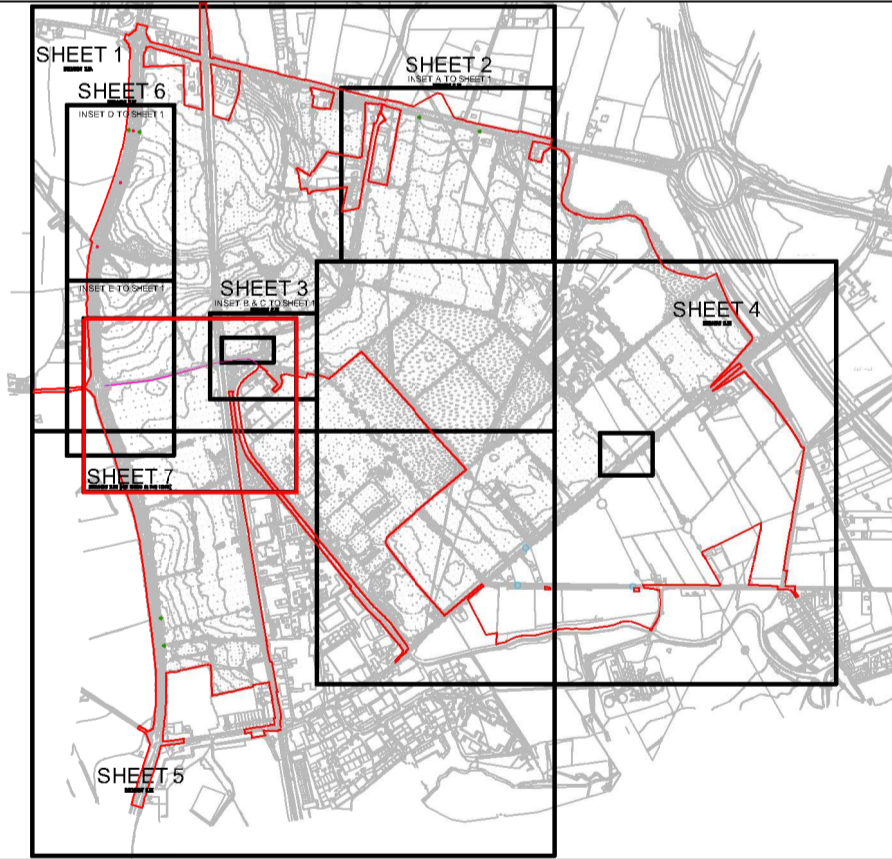 SHEET 1
SHEET 2
INSET A TO SHEET 1
SHEET 6
INSET D TO SHEET 1
SHEET 3
INSET B & C TO SHEET 1
INSET E TO SHEET 1
SHEET 4
SHEET 7
SHEET 5